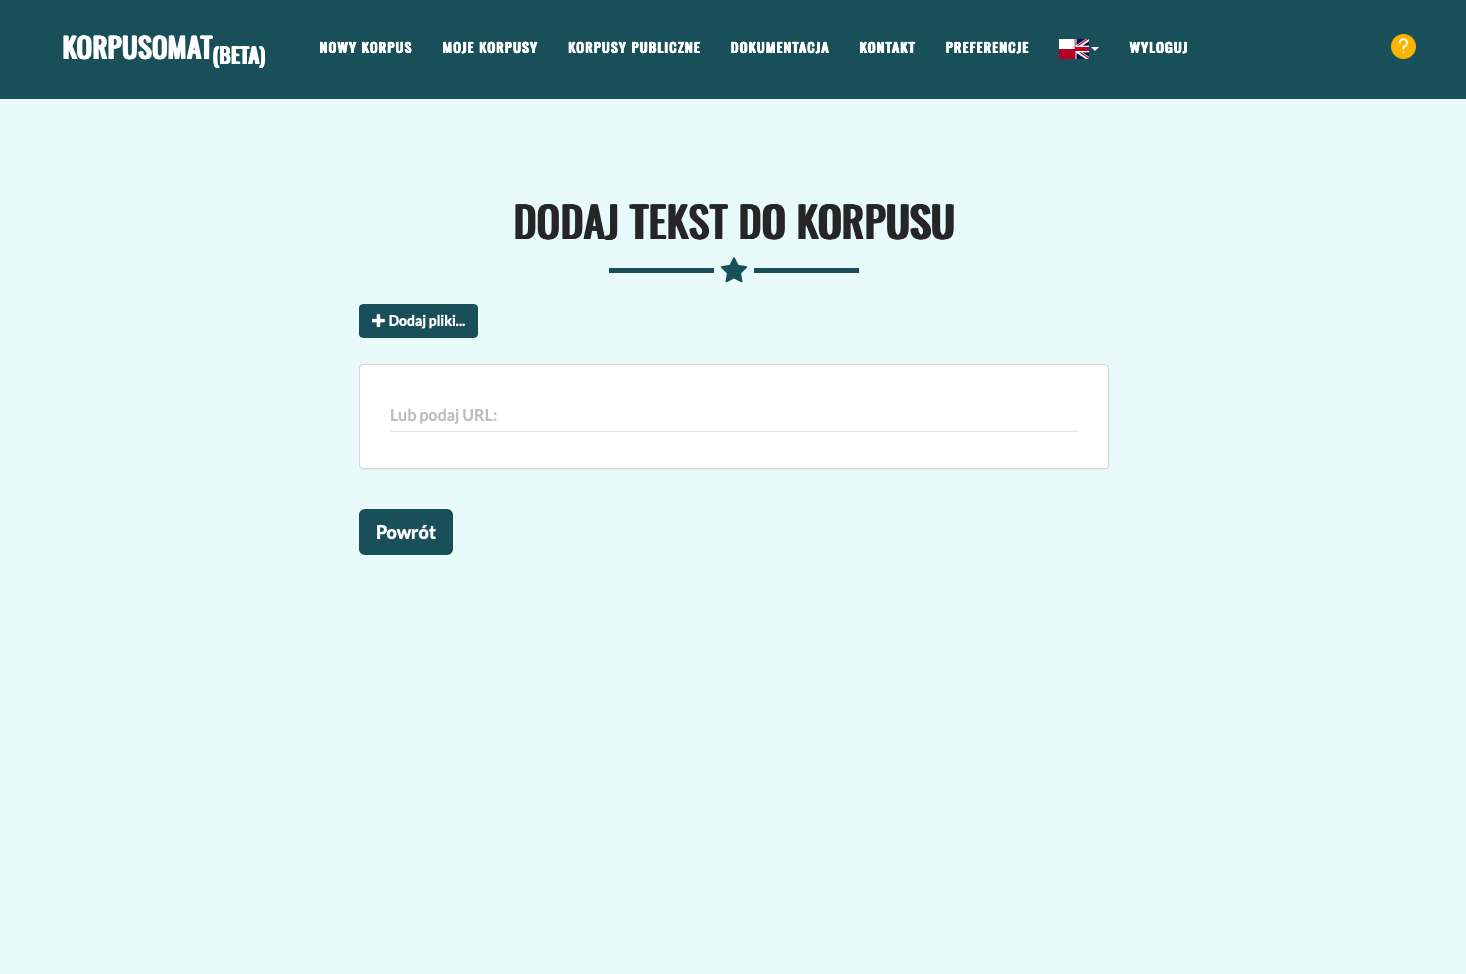 KORPUSOMAT(BETA) NOWY KORPUS MOJE KORPUSY KORPUSY PUBLICZNE DOKUMENTACJA KONTAKT PREFERENCJE WYLOGUJ ?
DODAJ TEKST DO KORPUSU
Dodaj pliki...
Lub podaj URL:
Powrót